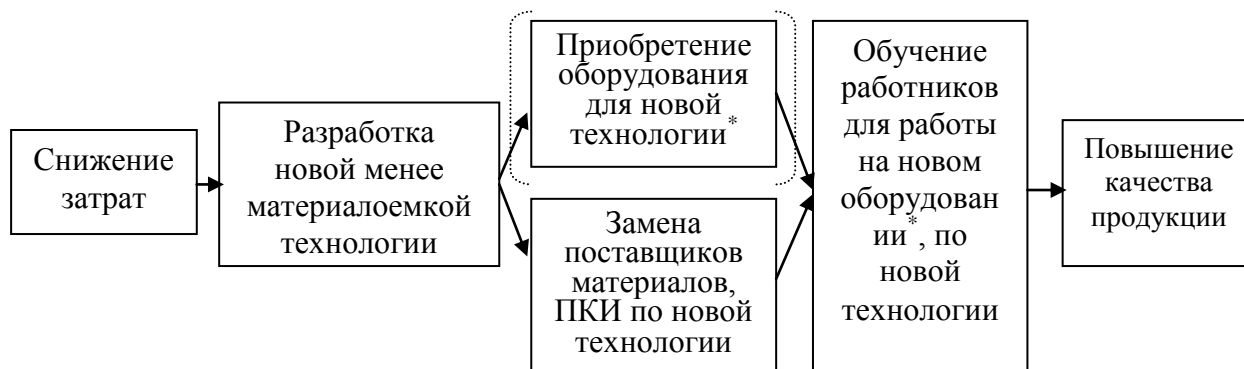 Снижение
затрат
Разработка
новой менее
материалоемкой
технологии
Приобретение
оборудования
для новой
технологии*
Замена
поставщиков
материалов,
ПКИ по новой
технологии
Обучение
работников
для работы
на новом
оборудован
ии*, по
новой
технологии
Повышение
качества
продукции